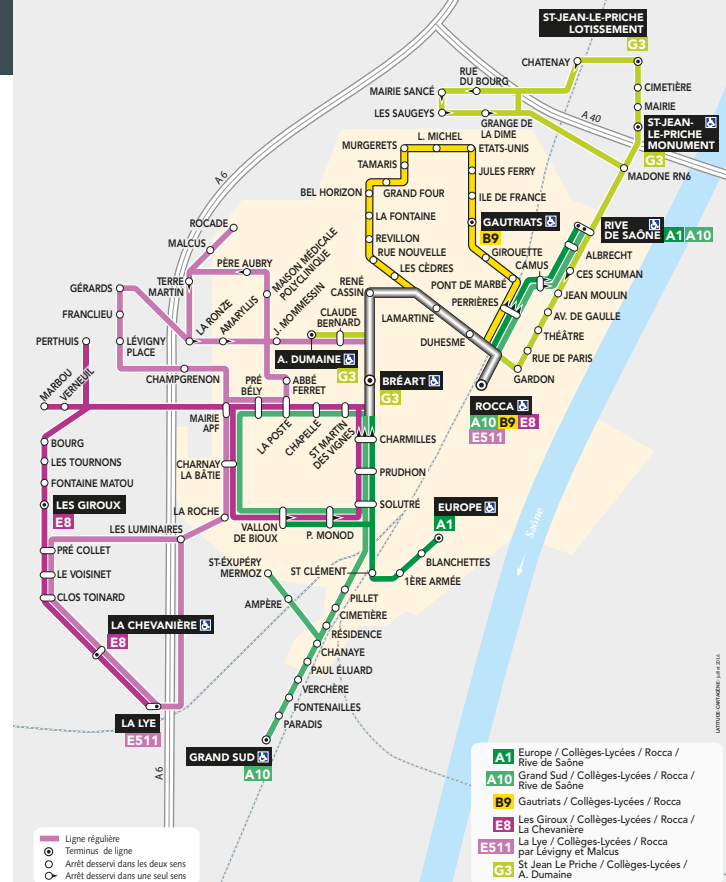 ST-JEAN-LE-PRICHE
LOTISSEMENT
G3
CHATENAY
RUE
DU BOURG
CIMETIÈRE
MAIRIE SANCÉ
MAIRIE
LES SAUGEYS
A 40
GRANGE DE
LA DIME
ST-JEAN-
LE-PRICHE
MONUMENT
G3
L. MICHEL
MURGERETS
ETATS-UNIS
TAMARIS
JULES FERRY
MADONE RN6
A 6
BEL HORIZON
GRAND FOUR
ILE DE FRANCE
LA FONTAINE
GAUTRIATS
B9
RIVE
DE SAÔNE
A1 A10
ROCADE
REVILLON
MALCUS
RUE NOUVELLE
GIROUETTE
ALBRECHT
PÈRE AUBRY
MAISON MÉDICALE
POLYCLINIQUE
LES CÈDRES
CAMUS
CES SCHUMAN
TERRE
MARTIN
RENÉ
CASSIN
PONT DE MARBÉ
GÉRARDS
JEAN MOULIN
PERRIÈRES
FRANCLIEU
LA RONZE
AMARYLLIS
J. MOMMESSIN
CLAUDE
BERNARD
LAMARTINE
AV. DE GAULLE
PERTHUIS
LÉVIGNY
PLACE
DUHESME
THÉÂTRE
A. DUMAINE
G3
RUE DE PARIS
MARBOU
VERNEUIL
CHAMPGRENON
PRÉ
BÉLY
ABBÉ
FERRET
BRÉART
G3
GARDON
ROCCA
A10 B9 E8
E511
MAIRIE
APF
LA POSTE
CHAPELLE
ST MARTIN
DES VIGNES
CHARMILLES
BOURG
LES TOURNONS
CHARNAY
LA BÂTIE
PRUDHON
FONTAINE MATOU
LES GIROUX
E8
SOLUTRÉ
EUROPE
A1
LA ROCHE
LES LUMINAIRES
VALLON
DE BIOUX
P. MONOD
Saône
PRÉ COLLET
ST-ÉXUPÉRY
MERMOZ
ST CLÉMENT
BLANCHETTES
LE VOISINET
1ÈRE ARMÉE
CLOS TOINARD
AMPÈRE
PILLET
CIMETIÈRE
LA CHEVANIÈRE
E8
RÉSIDENCE
CHANAYE
PAUL ÉLUARD
VERCHÈRE
FONTENAILLES
LA LYE
E511
PARADIS
GRAND SUD
A10
A 6
LATITUDE-CARTAGÈNE - juillet 2016
A1 Europe / Collèges-Lycées / Rocca /
Rive de Saône
A10 Grand Sud / Collèges-Lycées / Rocca /
Rive de Saône
B9 Gautriats / Collèges-Lycées / Rocca
E8 Les Giroux / Collèges-Lycées / Rocca /
La Chevanière
E511 La Lye / Collèges-Lycées / Rocca
par Lévigny et Malcus
G3 St Jean Le Priche / Collèges-Lycées /
A. Dumaine
Ligne régulière
Terminus de ligne
Arrêt desservi dans les deux sens
Arrêt desservi dans une seul sens